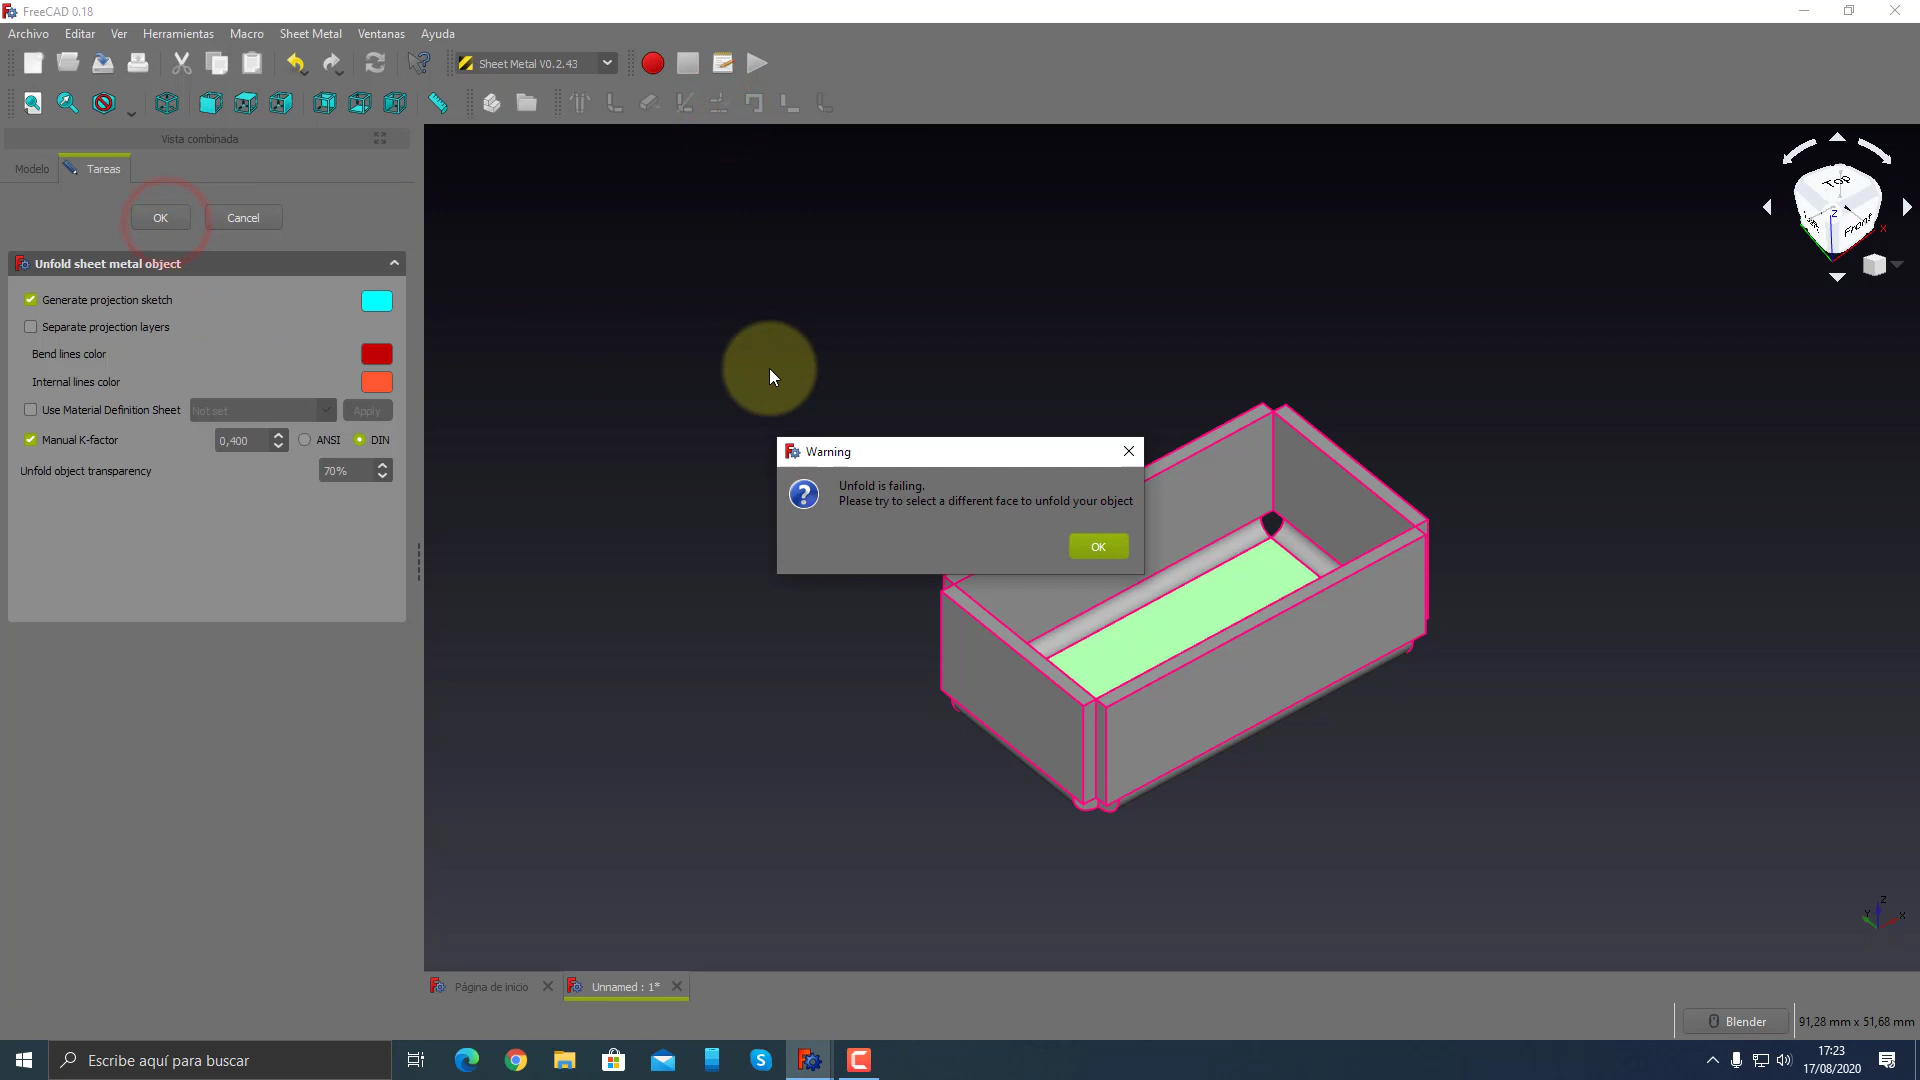 FreeCAD 0.18
Archivo Editar Ver Herramientas Macro Sheet Metal Ventanas Ayuda
Sheet Metal V0.2.43
Vista combinada
Modelo Tareas
OK Cancel
Unfold sheet metal object
Generate projection sketch
Separate projection layers
Bend lines color
Internal lines color
Use Material Definition Sheet Not set Apply
Manual K-factor 0,400 ANSI DIN
Unfold object transparency 70%
Warning
Unfold is failing.
Please try to select a different face to unfold your object
OK
Top
Front
Z
X
Z
Y
X
Página de inicio Unnamed : 1*
Blender 91,28 mm x 51,68 mm
Escribe aquí para buscar
17:23
17/08/2020